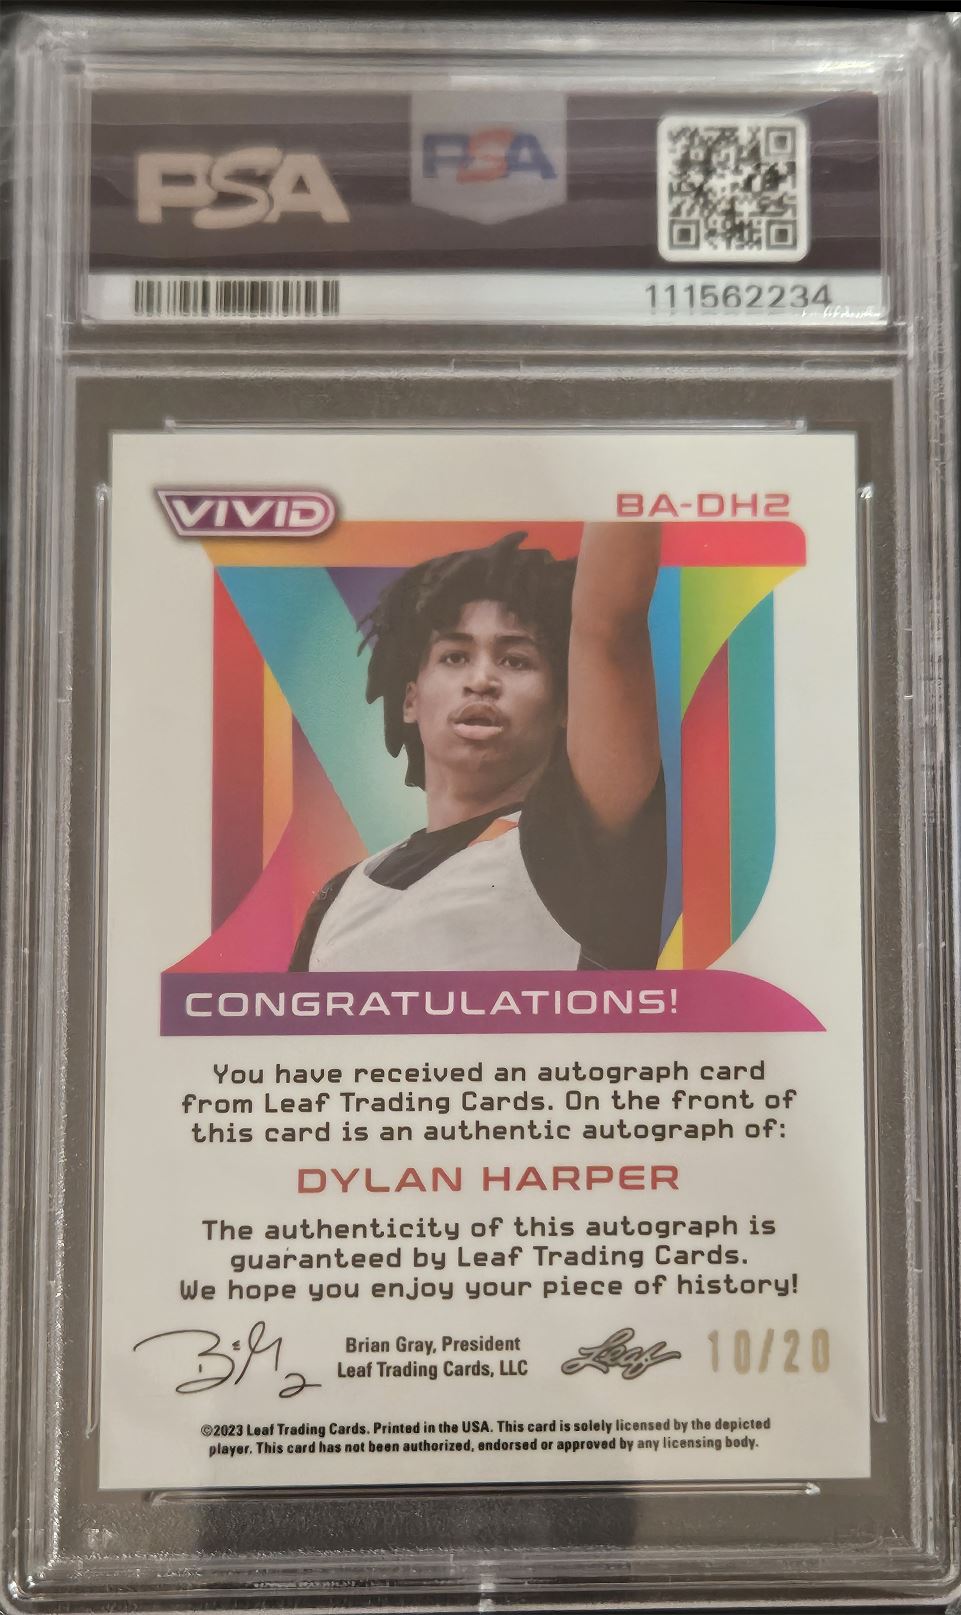 PSA
PSA
111562234
VIVID
BA-DH2
CONGRATULATIONS!
You have received an autograph card
from Leaf Trading Cards. On the front of
this card is an authentic autograph of:
DYLAN HARPER
The authenticity of this autograph is
guaranteed by Leaf Trading Cards.
We hope you enjoy your piece of history!
Brian Gray, President
Leaf Trading Cards, LLC
Leaf
10/20
©2023 Leaf Trading Cards. Printed in the USA. This card is solely licensed by the depicted
player. This card has not been authorized, endorsed or approved by any licensing body.